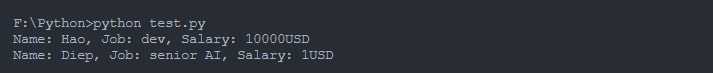 F:\Python>python test.py
Name: Hao, Job: dev, Salary: 10000USD
Name: Diep, Job: senior AI, Salary: 1USD